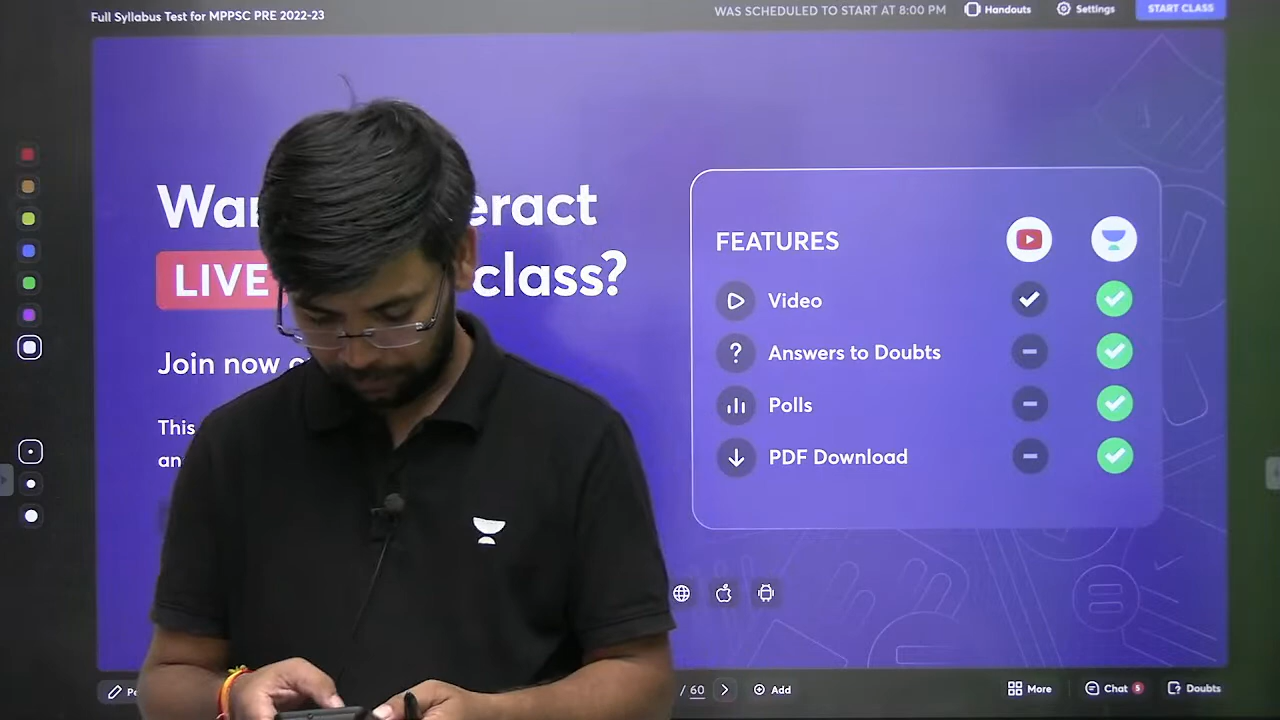 Full Syllabus Test for MPPSC PRE 2022-23
WAS SCHEDULED TO START AT 8:00 PM
Handouts
Settings
START CLASS
eract
LIVE
class?
Join now
This
an
FEATURES
Video
Answers to Doubts
Polls
PDF Download
/ 60
Add
More
Chat 5
Doubts